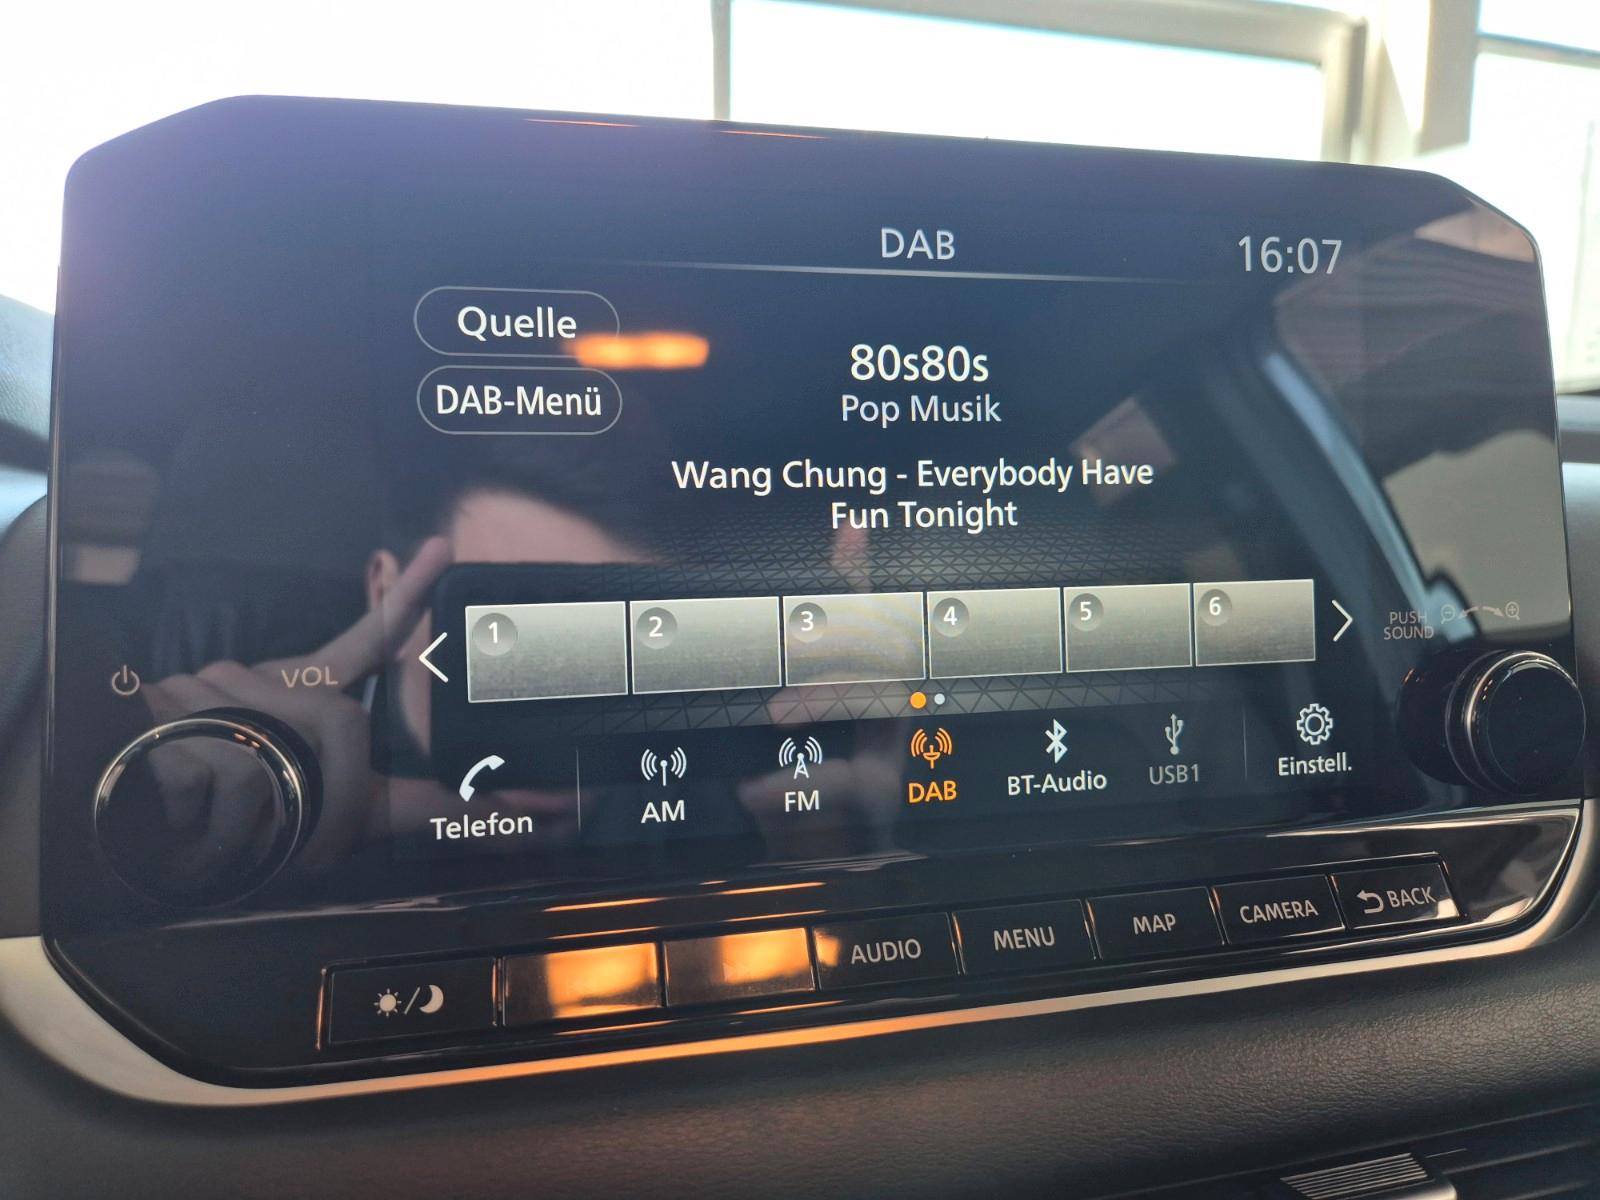 DAB
16:07
Quelle
DAB-Menü
80s80s
Pop Musik
Wang Chung - Everybody Have
Fun Tonight
1
2
3
4
5
6
VOL
PUSH
SOUND
Telefon
AM
FM
DAB
BT-Audio
USB1
Einstell.
AUDIO
MENU
MAP
CAMERA
BACK